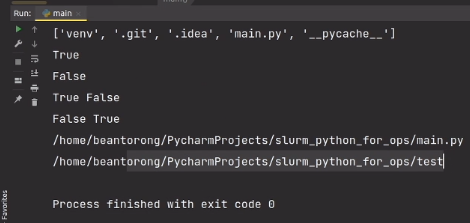 Run: main
['venv', '.git', '.idea', 'main.py', '__pycache__']
True
False
True False
False True
/home/beantorong/PycharmProjects/slurm_python_for_ops/main.py
/home/beantorong/PycharmProjects/slurm_python_for_ops/test
Process finished with exit code 0
Favorites